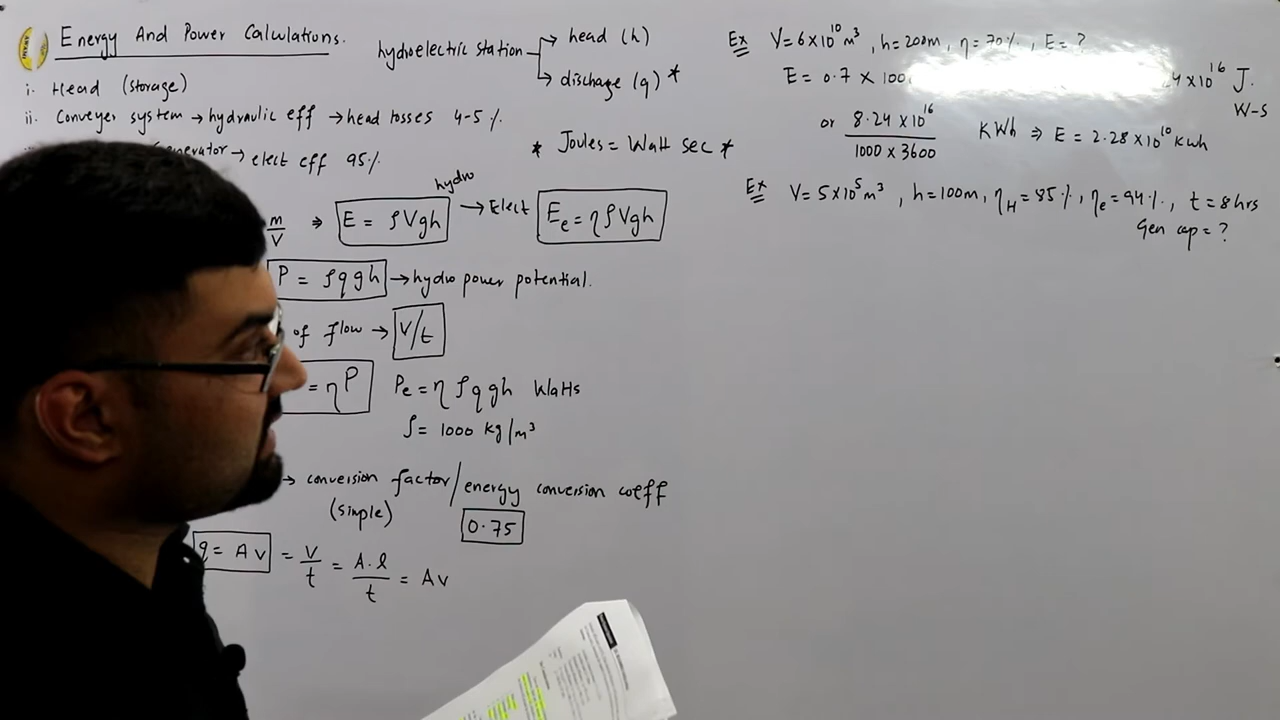 Energy And Power Calculations.
i. Head (storage)
ii. Conveyer system → hydraulic eff → head losses 4-5 %.
Generator → elect eff 95%
m/V ⇒ E = ρVgh → hydro Elect Ee = ηρVgh
P = ρqgh → hydro power potential.
of flow → V/t
= ηP Pe = ηρqgh Watts
ρ = 1000 kg/m³
→ conversion factor/energy conversion coeff
(simple) 0.75
q = Av = V/t = A.l/t = Av
hydroelectric station
→ head (h)
→ discharge (q) *
* Joules = Watt sec *
Ex V = 6×10¹⁰ m³, h = 200m, η = 70%, E = ?
E = 0.7 × 100 4×10¹⁶ J.
W-S
or 8.24×10¹⁶/1000×3600 KWh ⇒ E = 2.28×10¹⁰ Kwh
Ex V = 5×10⁵ m³, h = 100m, ηH = 85%, ηe = 94%, t = 8hrs
Gen cap = ?